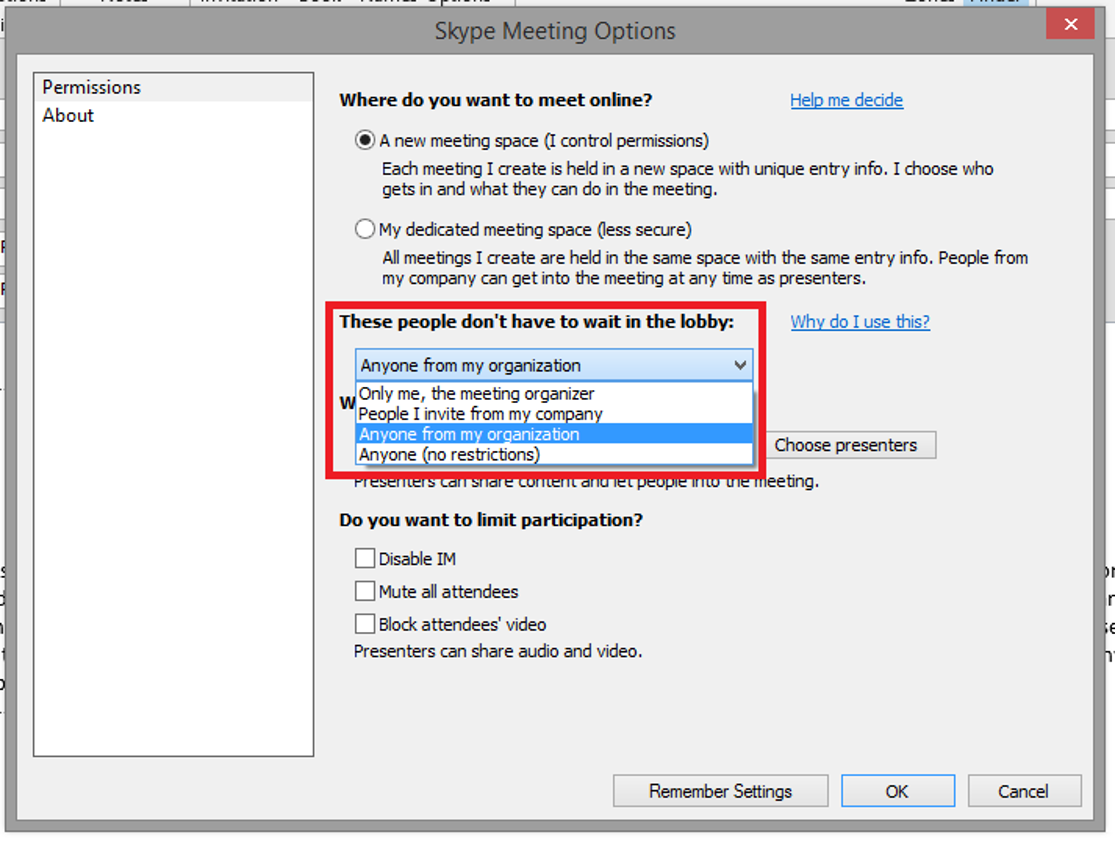 Skype Meeting Options
Permissions
About
Where do you want to meet online?
Help me decide
A new meeting space (I control permissions)
Each meeting I create is held in a new space with unique entry info. I choose who
gets in and what they can do in the meeting.
My dedicated meeting space (less secure)
All meetings I create are held in the same space with the same entry info. People from
my company can get into the meeting at any time as presenters.
These people don't have to wait in the lobby:
Why do I use this?
Anyone from my organization
Only me, the meeting organizer
People I invite from my company
Anyone from my organization
Anyone (no restrictions)
Choose presenters
Presenters can share content and let people into the meeting.
Do you want to limit participation?
Disable IM
Mute all attendees
Block attendees' video
Presenters can share audio and video.
Remember Settings
OK
Cancel